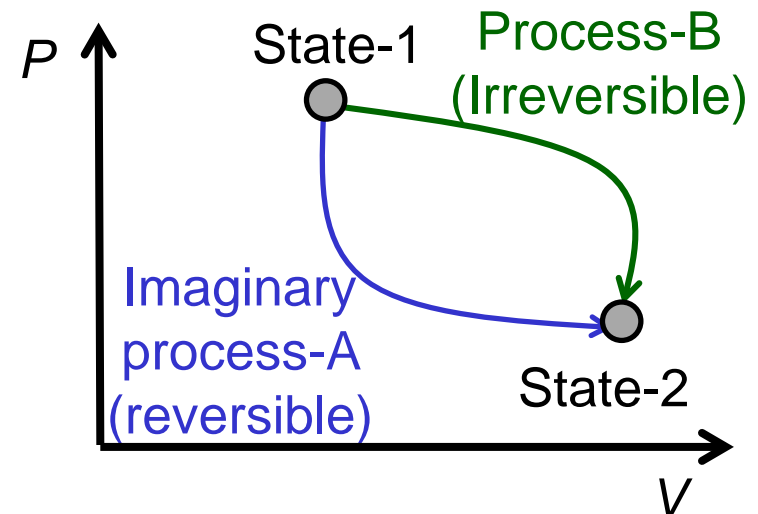 P
State-1
Process-B
(Irreversible)
Imaginary
process-A
(reversible)
State-2
V